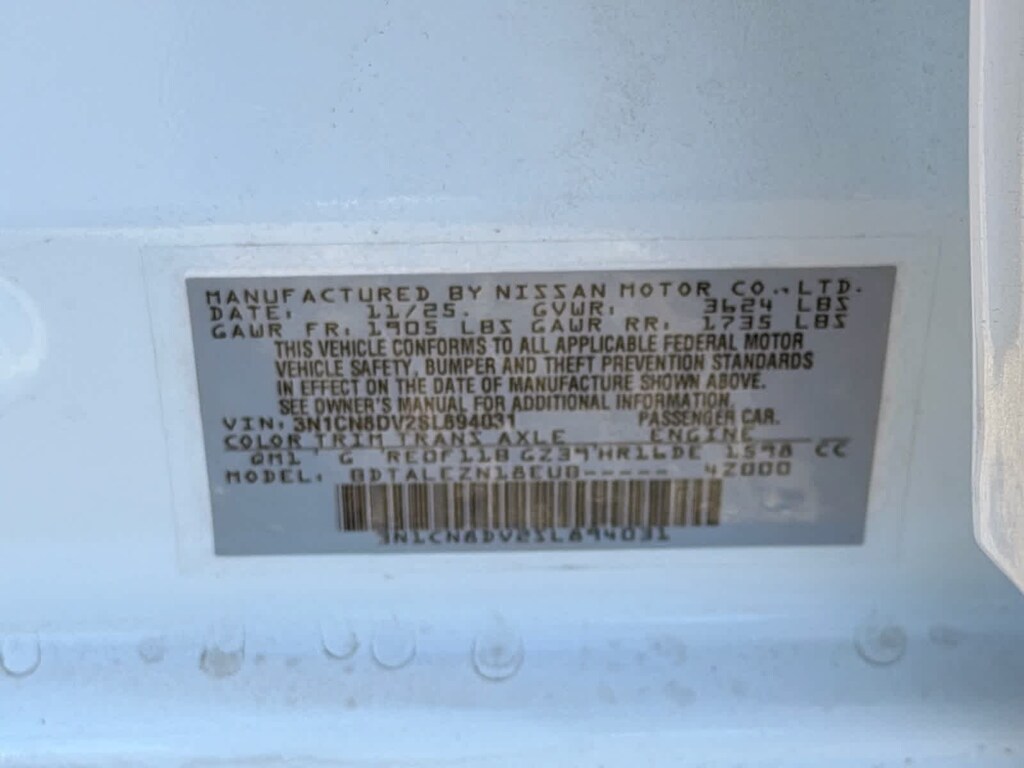 MANUFACTURED BY NISSAN MOTOR CO., LTD.
DATE: 11/25. GVWR: 3624 LBS
GAWR FR: 1905 LBS GAWR RR: 1735 LBS
THIS VEHICLE CONFORMS TO ALL APPLICABLE FEDERAL MOTOR
VEHICLE SAFETY, BUMPER AND THEFT PREVENTION STANDARDS
IN EFFECT ON THE DATE OF MANUFACTURE SHOWN ABOVE.
SEE OWNER'S MANUAL FOR ADDITIONAL INFORMATION.
VIN: 3N1CN8DV2SL894031 PASSENGER CAR.
COLOR TRIM TRANS AXLE ENGINE
QM1 G RE0F11B GZ39 HR16DE 1598 CC
MODEL: BDTALEZN18EUB----- 4Z000
3N1CN8DV2SL894031